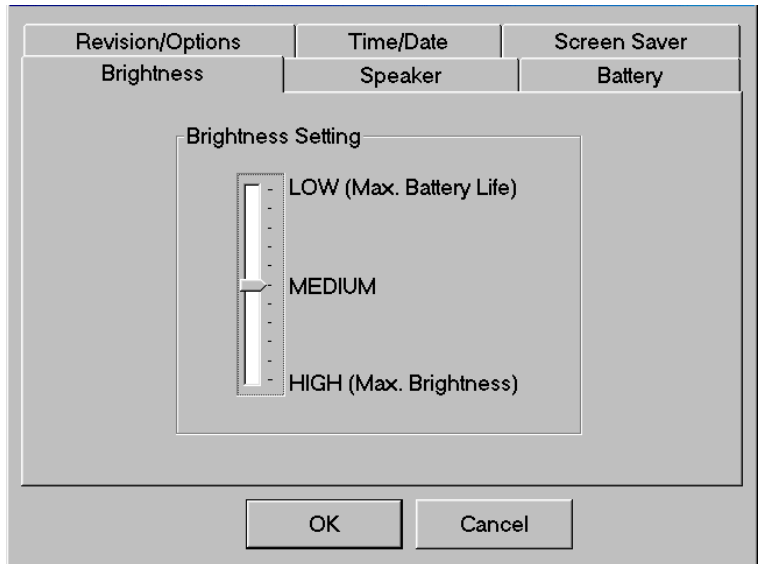 Revision/Options Time/Date Screen Saver
Brightness Speaker Battery
Brightness Setting
LOW (Max. Battery Life)
MEDIUM
HIGH (Max. Brightness)
OK Cancel